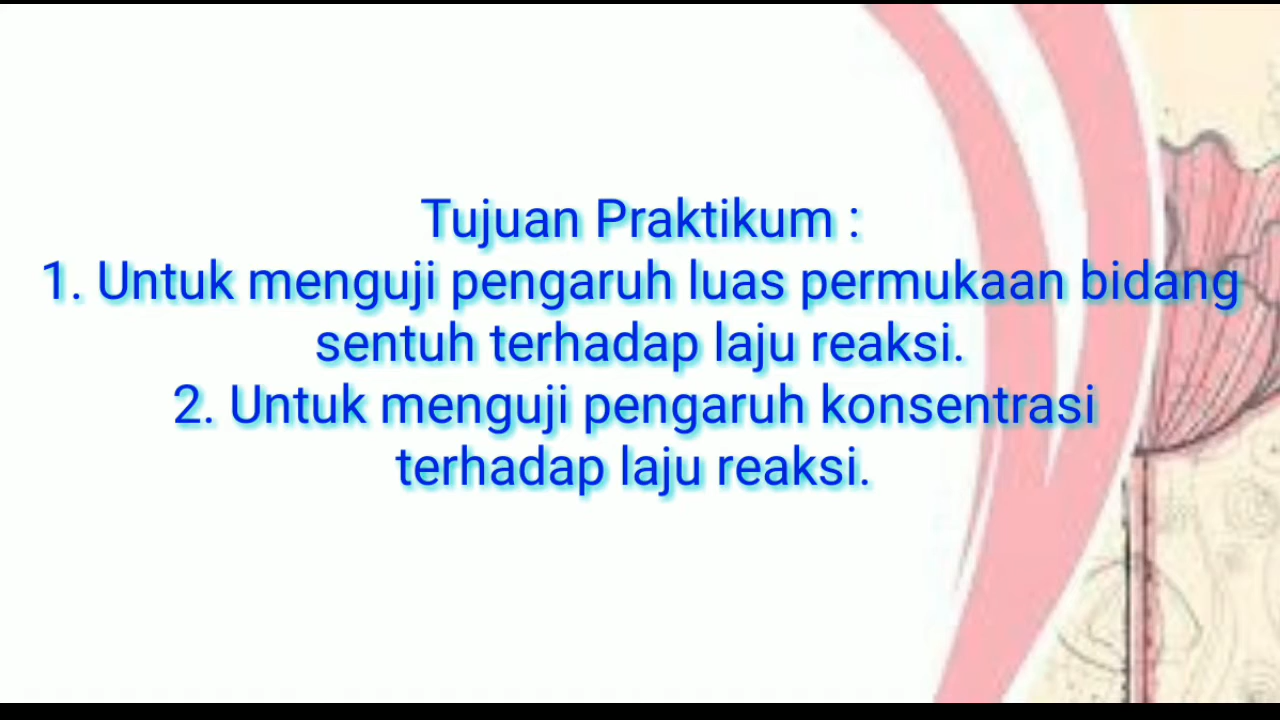 Tujuan Praktikum :
1. Untuk menguji pengaruh luas permukaan bidang
sentuh terhadap laju reaksi.
2. Untuk menguji pengaruh konsentrasi
terhadap laju reaksi.